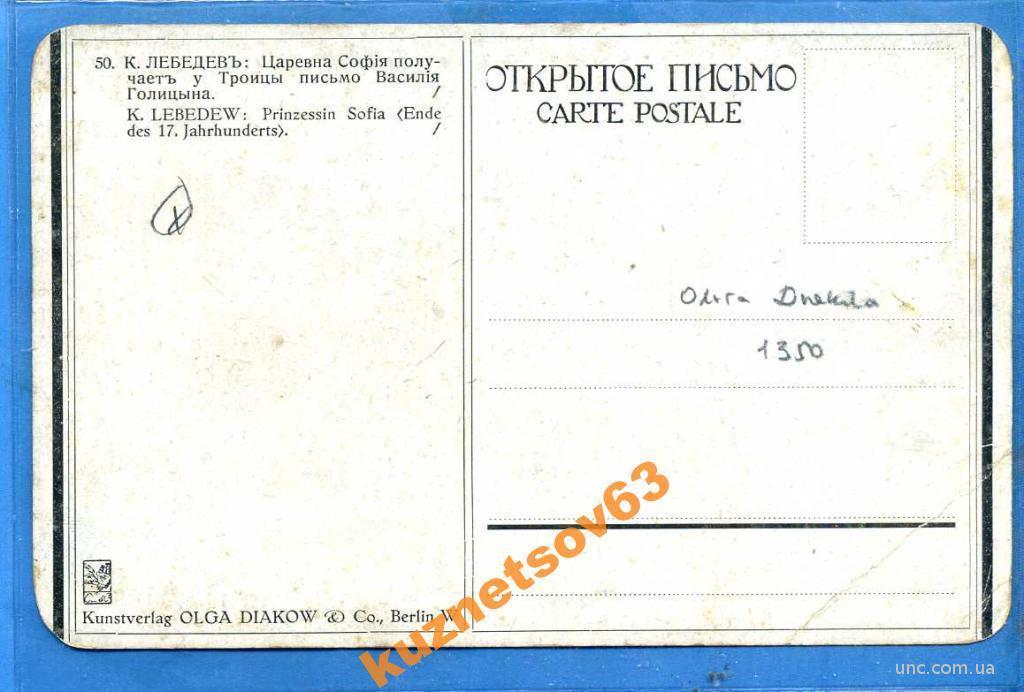 50. К. ЛЕБЕДЕВЪ: Царевна Софія полу-
чаетъ у Троицы письмо Василія
Голицына. /
K. LEBEDEW: Prinzessin Sofia (Ende
des 17. Jahrhunderts). /
Х
ОТКРЫТОЕ ПИСЬМО
CARTE POSTALE
Ольга
1350
kuznetsov63
Kunstverlag OLGA DIAKOW & Co., Berlin W
unc.com.ua